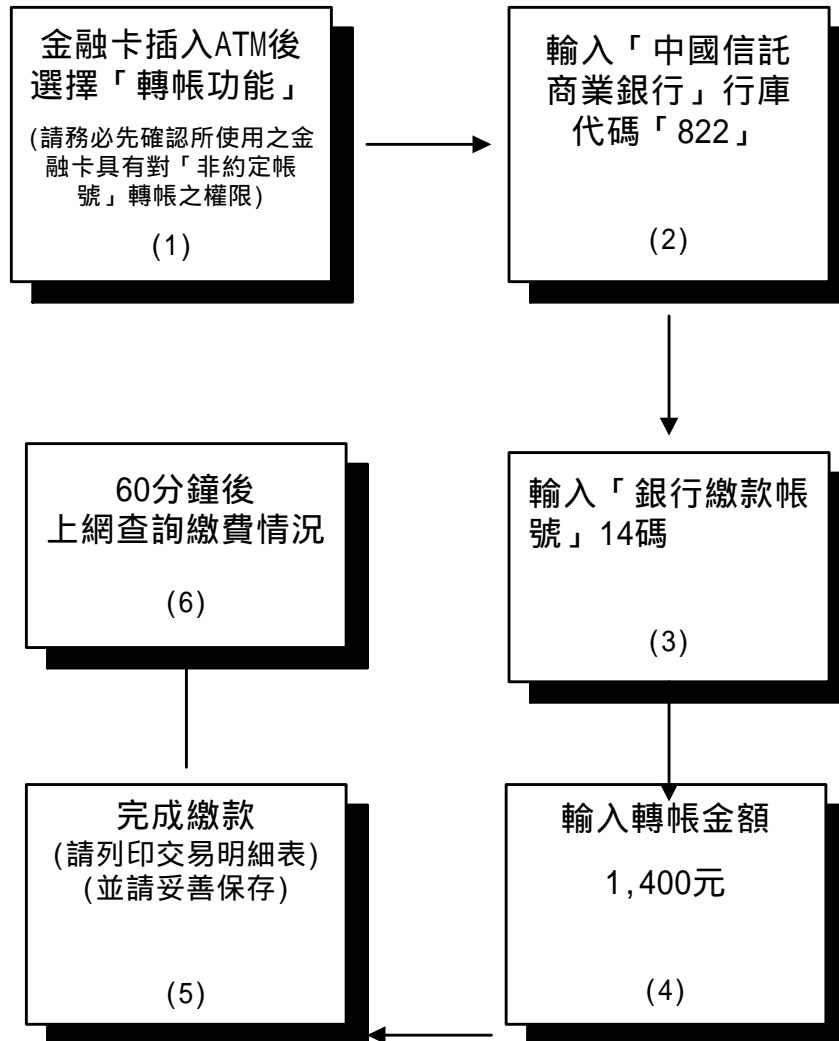 金融卡插入ATM後
選擇「轉帳功能」
(請務必先確認所使用之金
融卡具有對「非約定帳
號」轉帳之權限)
(1)
輸入「中國信託
商業銀行」行庫
代碼「822」
(2)
輸入「銀行繳款帳
號」14碼
(3)
輸入轉帳金額
1,400元
(4)
完成繳款
(請列印交易明細表)
(並請妥善保存)
(5)
60分鐘後
上網查詢繳費情況
(6)